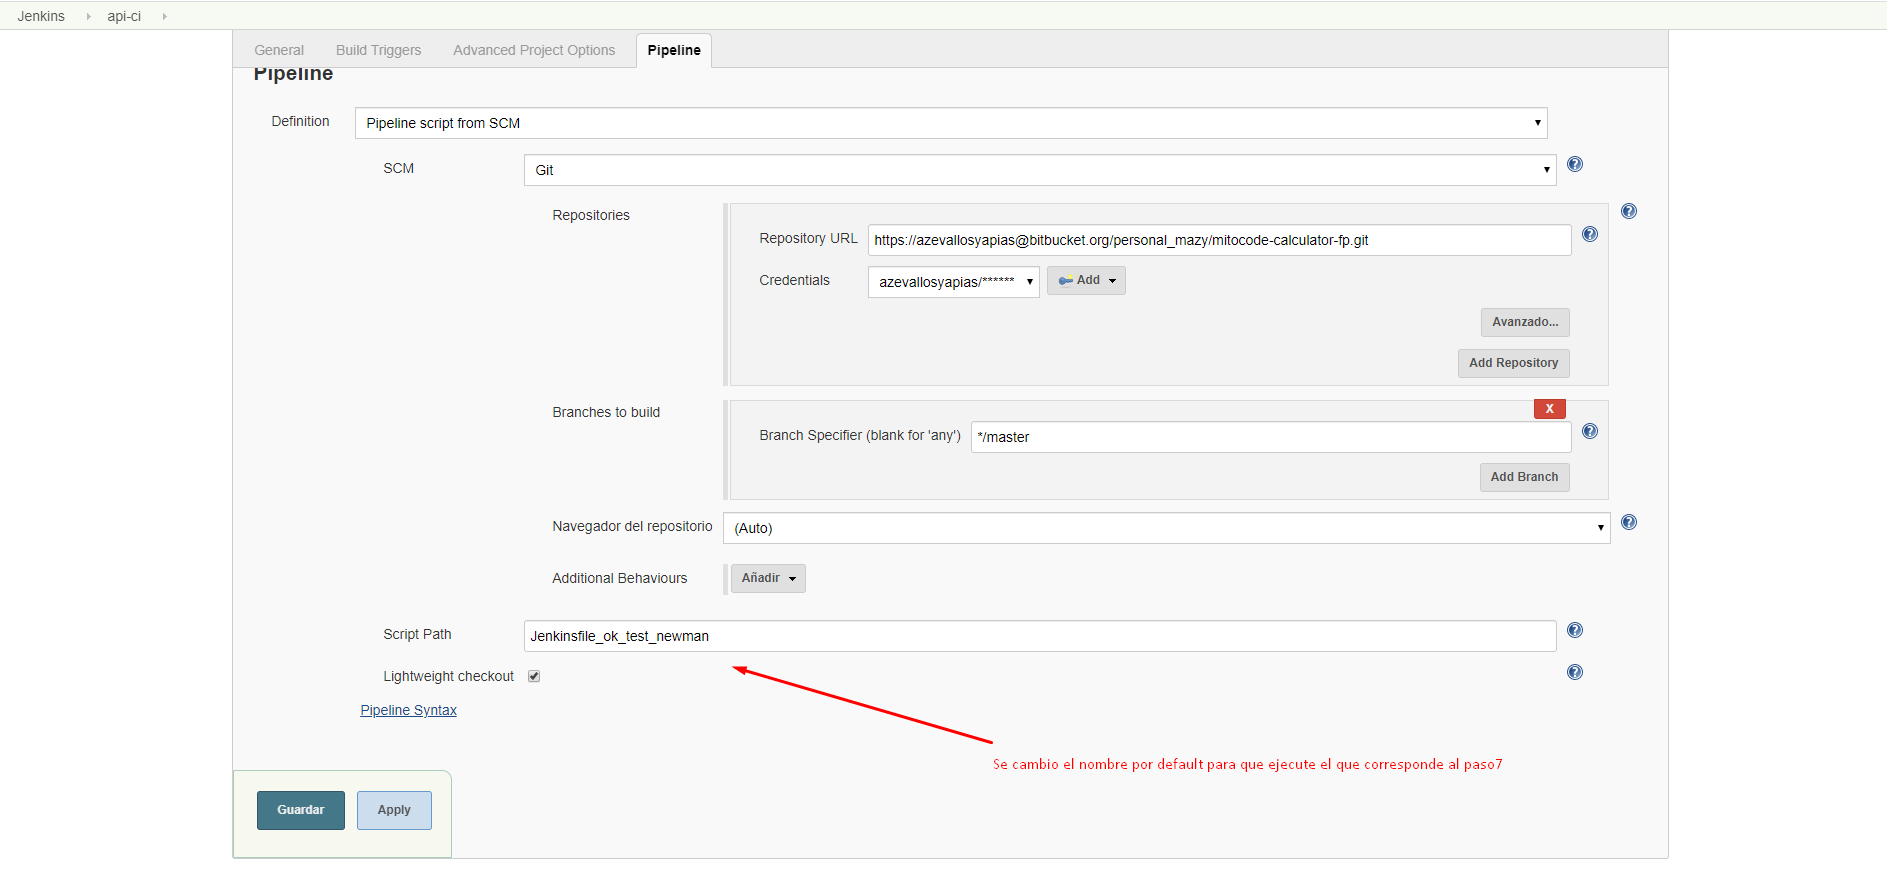 Jenkins api-ci
General Build Triggers Advanced Project Options Pipeline
Pipeline
Definition Pipeline script from SCM
SCM Git
Repositories
Repository URL https://azevallosyapias@bitbucket.org/personal_mazy/mitocode-calculator-fp.git
Credentials azevallosyapias/****** Add
Avanzado...
Add Repository
Branches to build
X
Branch Specifier (blank for 'any') */master
Add Branch
Navegador del repositorio (Auto)
Additional Behaviours Añadir
Script Path Jenkinsfile_ok_test_newman
Lightweight checkout
Pipeline Syntax
Se cambio el nombre por default para que ejecute el que corresponde al paso7
Guardar Apply